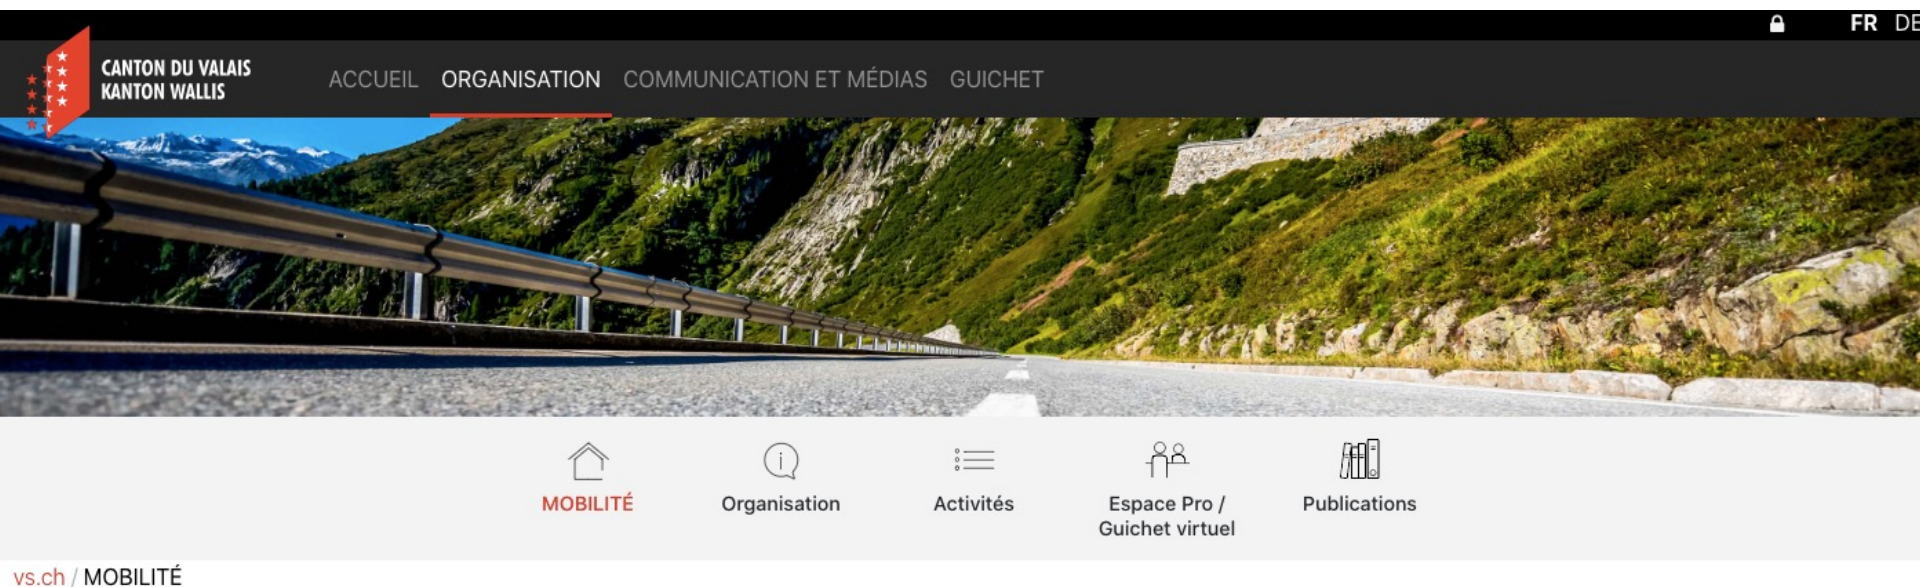 FR DE
CANTON DU VALAIS
KANTON WALLIS
ACCUEIL ORGANISATION COMMUNICATION ET MÉDIAS GUICHET
MOBILITÉ
Organisation
Activités
Espace Pro /
Guichet virtuel
Publications
vs.ch / MOBILITÉ